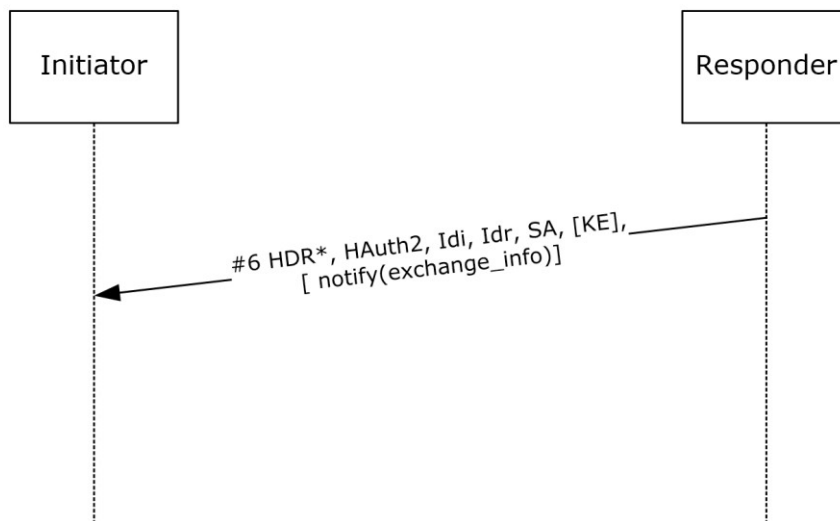 Initiator
Responder
#6 HDR*, HAuth2, Idi, Idr, SA, [KE],
[ notify(exchange_info)]